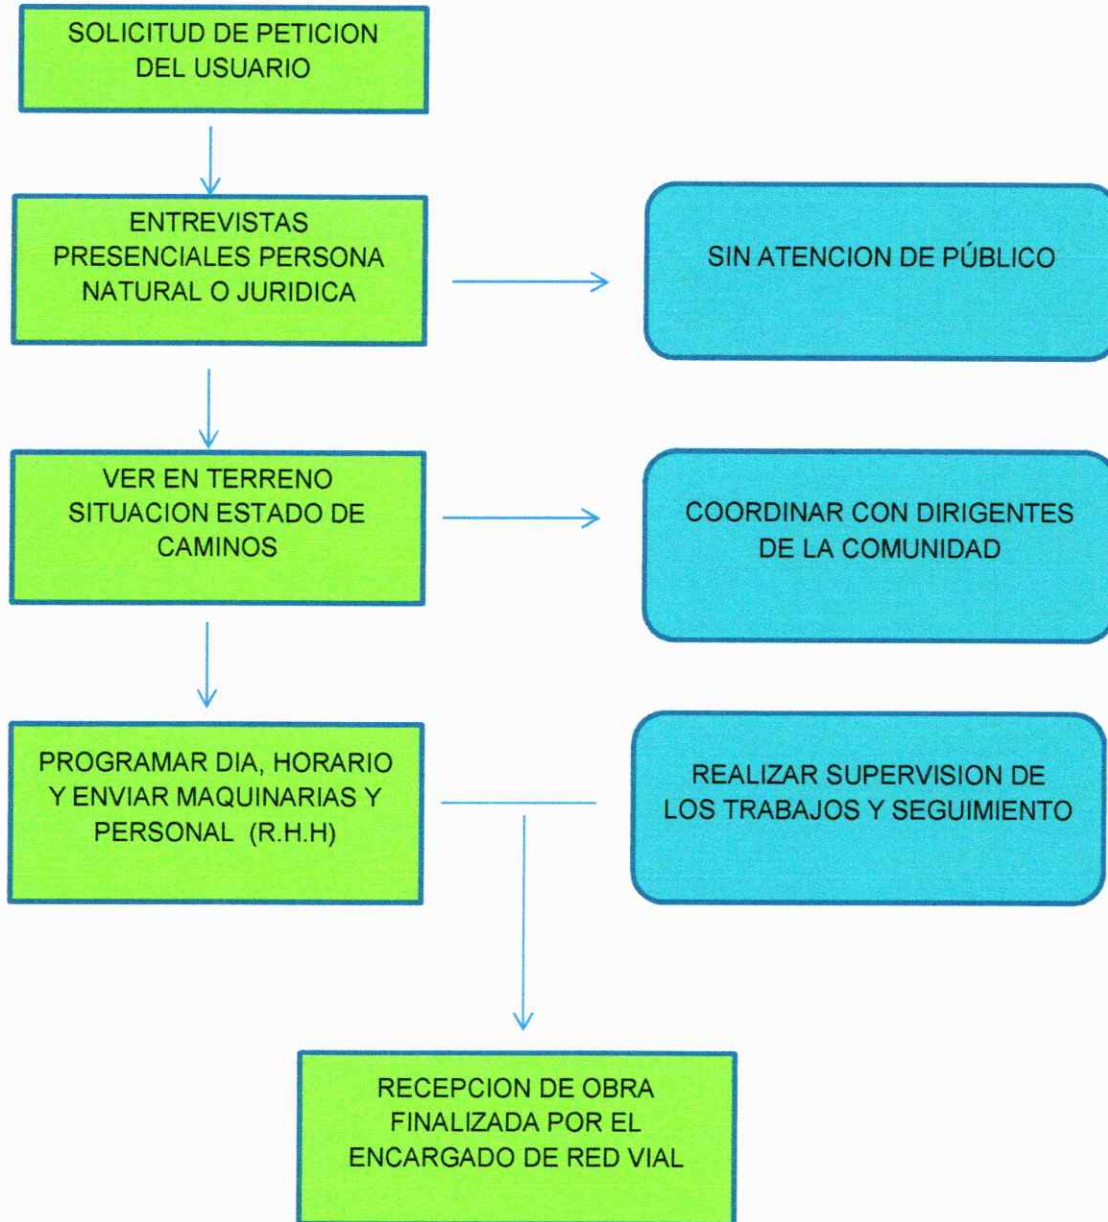 SOLICITUD DE PETICION
DEL USUARIO
ENTREVISTAS
PRESENCIALES PERSONA
NATURAL O JURIDICA
SIN ATENCION DE PÚBLICO
VER EN TERRENO
SITUACION ESTADO DE
CAMINOS
COORDINAR CON DIRIGENTES
DE LA COMUNIDAD
PROGRAMAR DIA, HORARIO
Y ENVIAR MAQUINARIAS Y
PERSONAL (R.H.H)
REALIZAR SUPERVISION DE
LOS TRABAJOS Y SEGUIMIENTO
RECEPCION DE OBRA
FINALIZADA POR EL
ENCARGADO DE RED VIAL